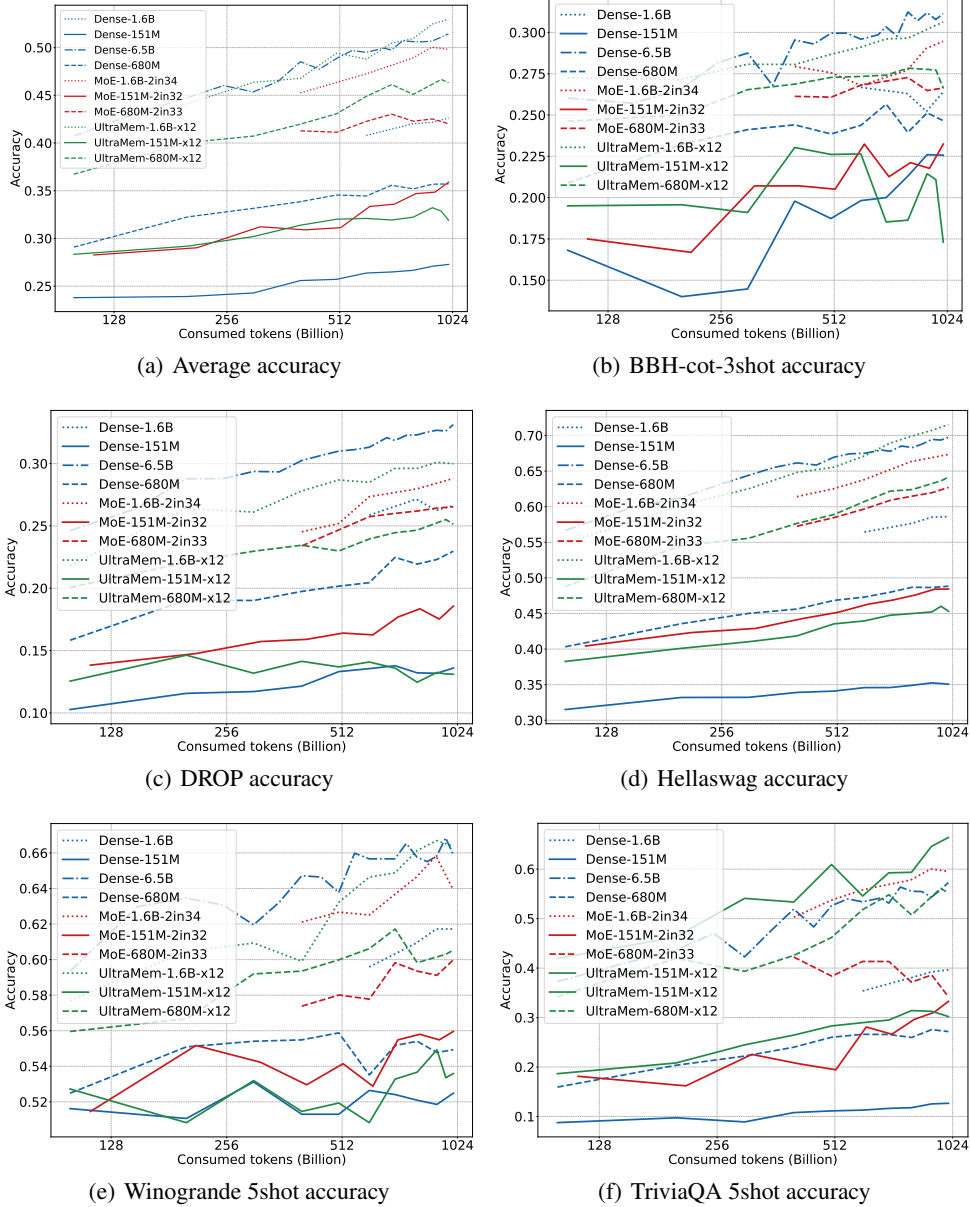 Dense-1.6B
Dense-151M
Dense-6.5B
Dense-680M
MoE-1.6B-2in34
MoE-151M-2in32
MoE-680M-2in33
UltraMem-1.6B-x12
UltraMem-151M-x12
UltraMem-680M-x12
Accuracy
0.50
0.45
0.40
0.35
0.30
0.25
128 256 512 1024
Consumed tokens (Billion)
(a) Average accuracy
Dense-1.6B
Dense-151M
Dense-6.5B
Dense-680M
MoE-1.6B-2in34
MoE-151M-2in32
MoE-680M-2in33
UltraMem-1.6B-x12
UltraMem-151M-x12
UltraMem-680M-x12
Accuracy
0.300
0.275
0.250
0.225
0.200
0.175
0.150
128 256 512 1024
Consumed tokens (Billion)
(b) BBH-cot-3shot accuracy
Dense-1.6B
Dense-151M
Dense-6.5B
Dense-680M
MoE-1.6B-2in34
MoE-151M-2in32
MoE-680M-2in33
UltraMem-1.6B-x12
UltraMem-151M-x12
UltraMem-680M-x12
Accuracy
0.30
0.25
0.20
0.15
0.10
128 256 512 1024
Consumed tokens (Billion)
(c) DROP accuracy
Dense-1.6B
Dense-151M
Dense-6.5B
Dense-680M
MoE-1.6B-2in34
MoE-151M-2in32
MoE-680M-2in33
UltraMem-1.6B-x12
UltraMem-151M-x12
UltraMem-680M-x12
Accuracy
0.70
0.65
0.60
0.55
0.50
0.45
0.40
0.35
0.30
128 256 512 1024
Consumed tokens (Billion)
(d) Hellaswag accuracy
Dense-1.6B
Dense-151M
Dense-6.5B
Dense-680M
MoE-1.6B-2in34
MoE-151M-2in32
MoE-680M-2in33
UltraMem-1.6B-x12
UltraMem-151M-x12
UltraMem-680M-x12
Accuracy
0.66
0.64
0.62
0.60
0.58
0.56
0.54
0.52
128 256 512 1024
Consumed tokens (Billion)
(e) Winogrande 5shot accuracy
Dense-1.6B
Dense-151M
Dense-6.5B
Dense-680M
MoE-1.6B-2in34
MoE-151M-2in32
MoE-680M-2in33
UltraMem-151M-x12
UltraMem-151M-x12
UltraMem-680M-x12
Accuracy
0.6
0.5
0.4
0.3
0.2
0.1
128 256 512 1024
Consumed tokens (Billion)
(f) TriviaQA 5shot accuracy